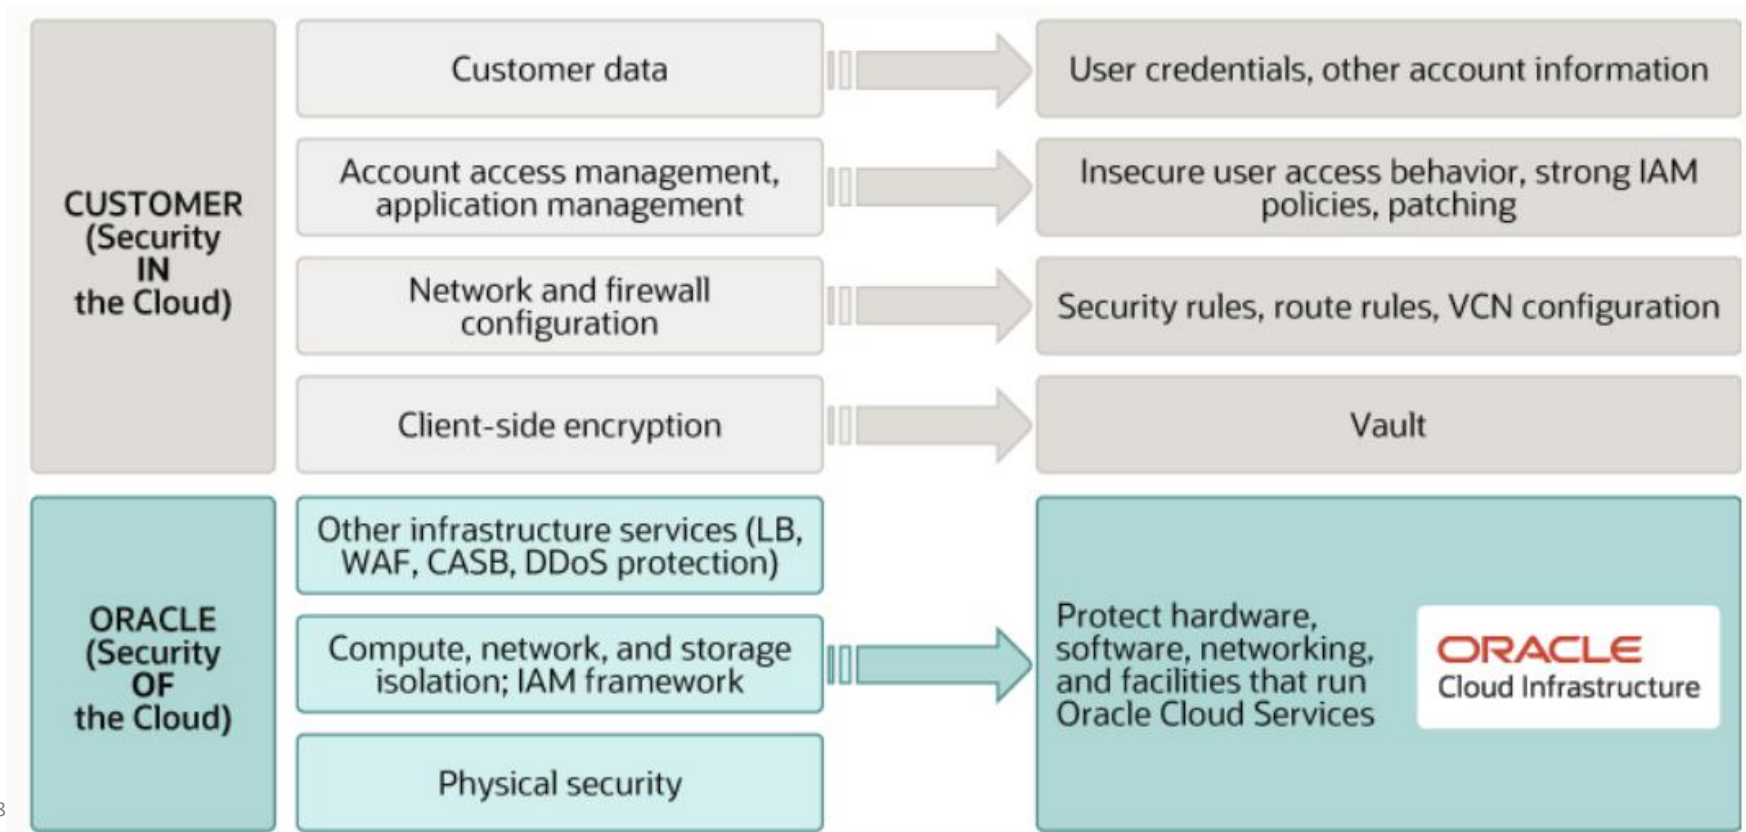 CUSTOMER
(Security
IN
the Cloud)
Customer data
User credentials, other account information
Account access management,
application management
Insecure user access behavior, strong IAM
policies, patching
Network and firewall
configuration
Security rules, route rules, VCN configuration
Client-side encryption
Vault
ORACLE
(Security
OF
the Cloud)
Other infrastructure services (LB,
WAF, CASB, DDoS protection)
Compute, network, and storage
isolation; IAM framework
Physical security
Protect hardware,
software, networking,
and facilities that run
Oracle Cloud Services
ORACLE
Cloud Infrastructure